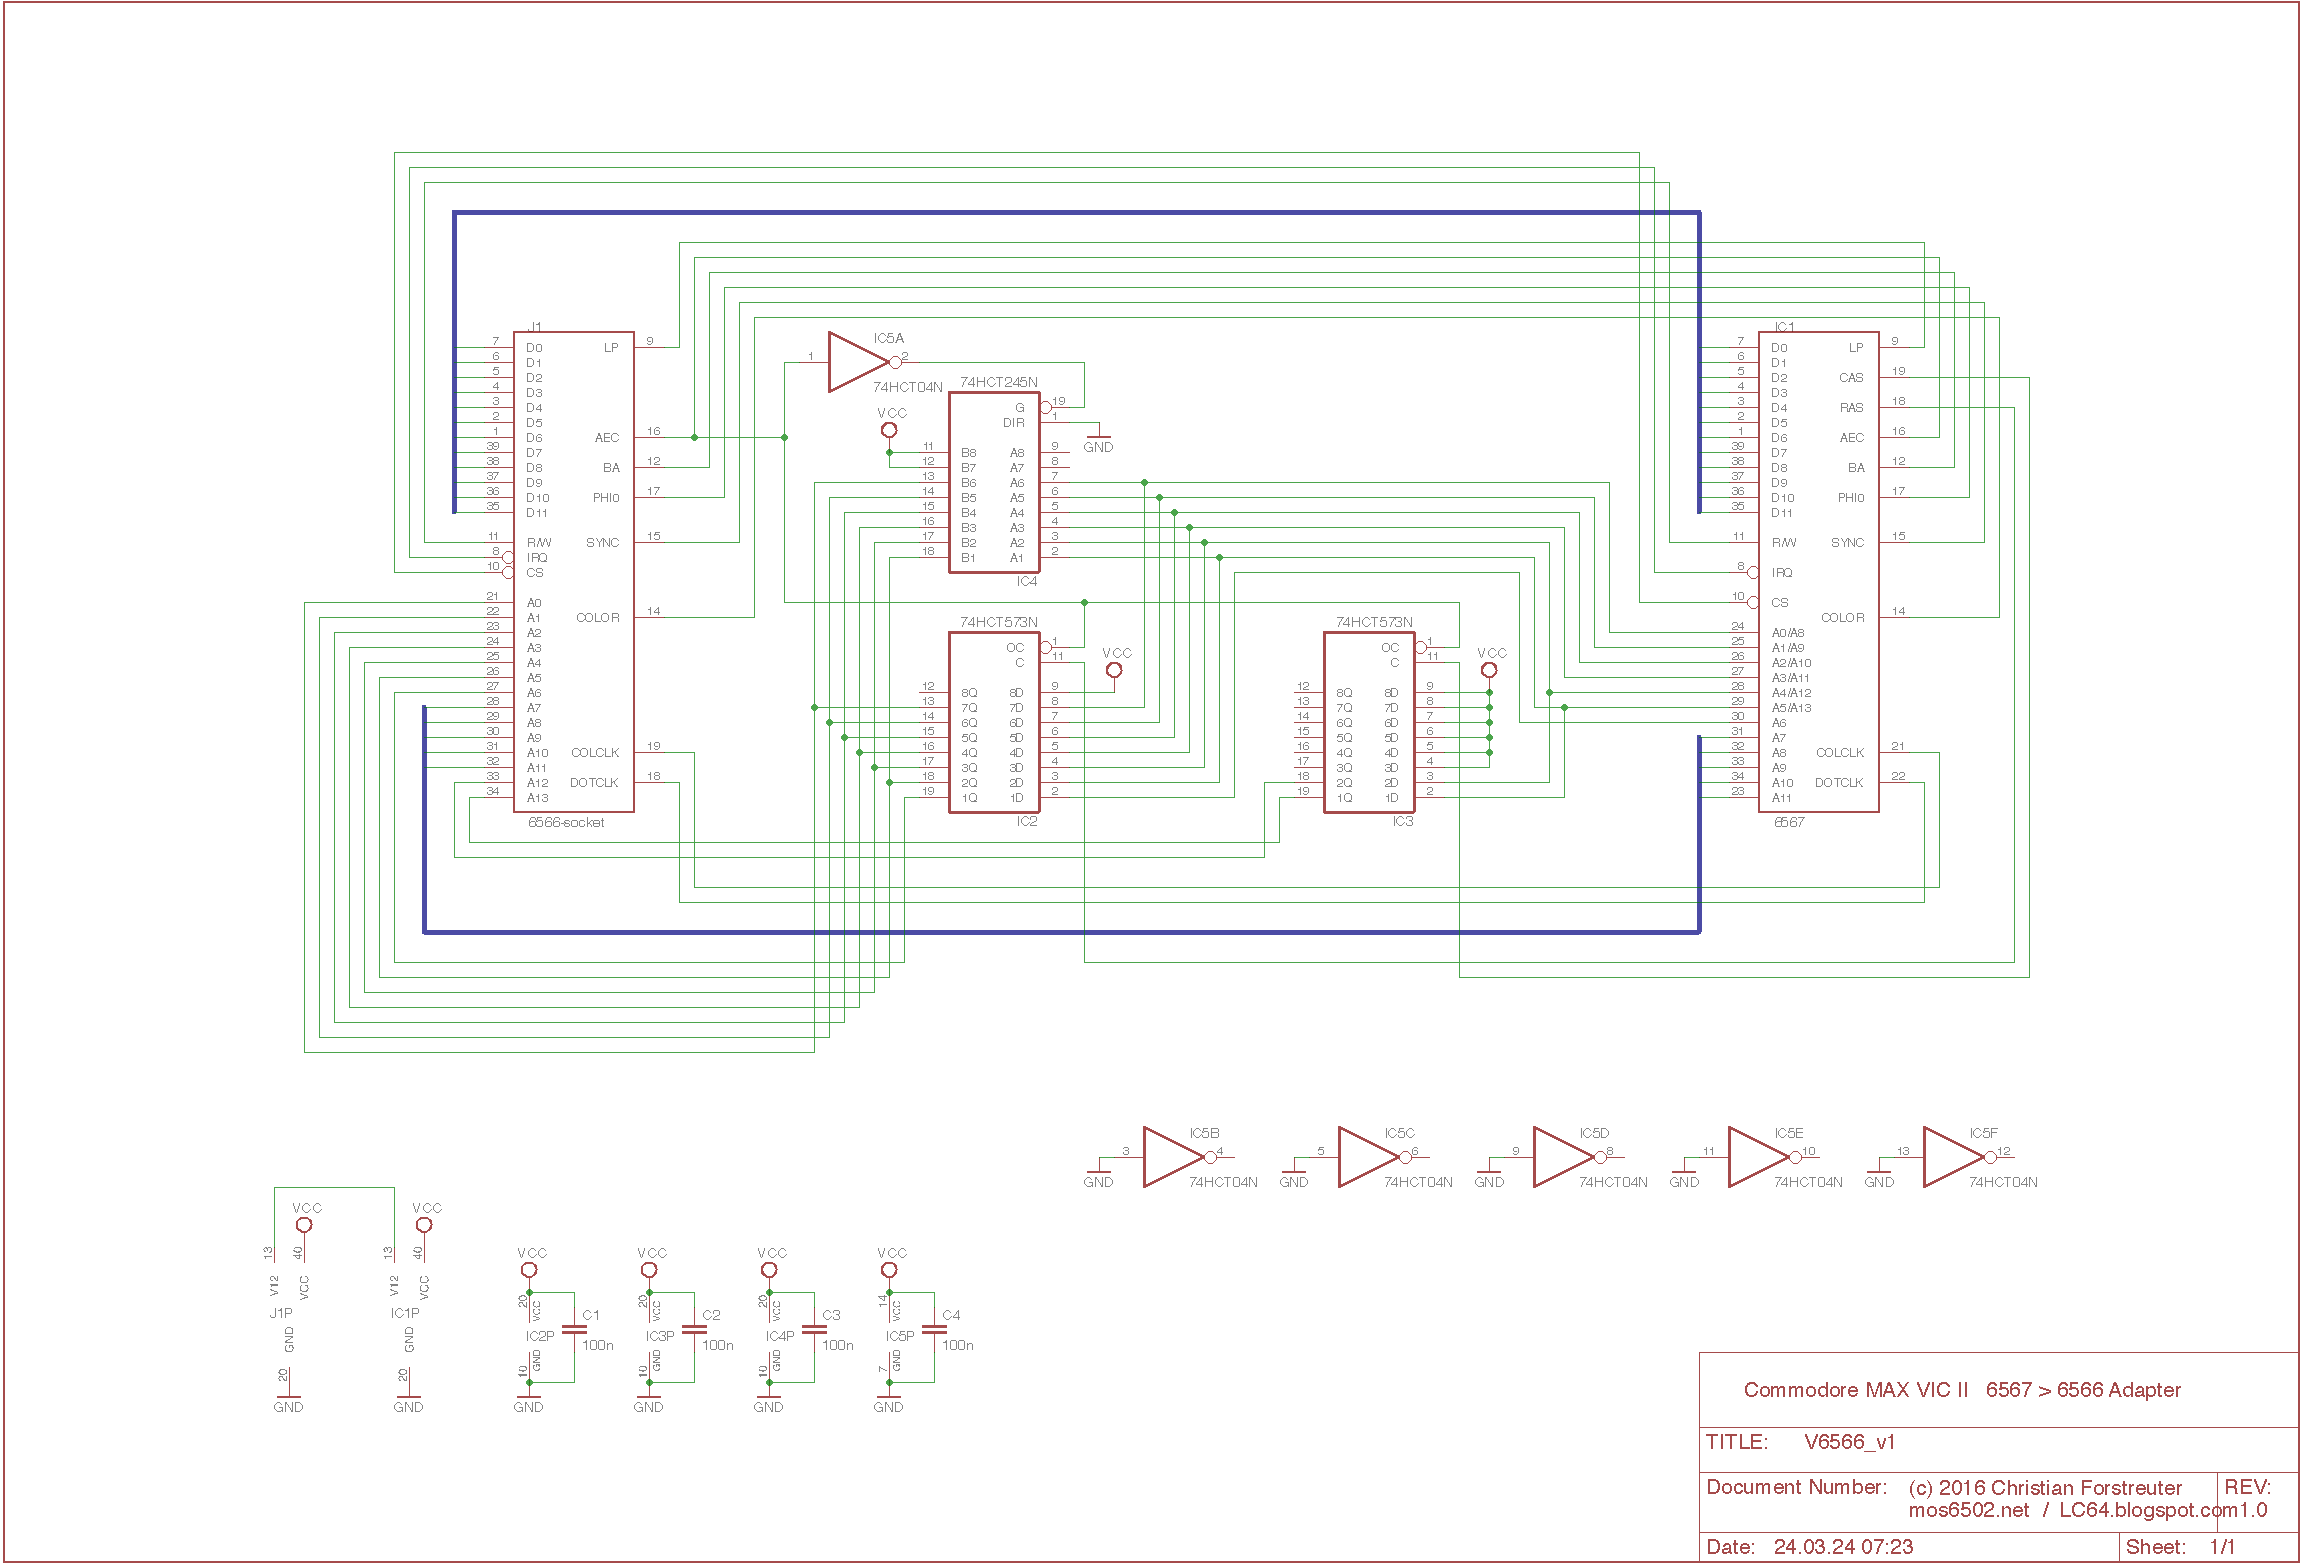 J1
7 D0 LP 9
6 D1
5 D2
4 D3
3 D4
2 D5
1 D6 AEC 16
39 D7
38 D8 BA 12
37 D9
36 D10 PHI0 17
35 D11
11 R/W SYNC 15
8 IRQ
10 CS
21 A0
22 A1 COLOR 14
23 A2
24 A3
25 A4
26 A5
27 A6
28 A7
29 A8
30 A9
31 A10 COLCLK 19
32 A11
33 A12 DOTCLK 18
34 A13
6566-socket
IC5A
1 2
74HCT04N
74HCT245N
VCC
G 19
DIR 1
GND
11 B8 A8 9
12 B7 A7 8
13 B6 A6 7
14 B5 A5 6
15 B4 A4 5
16 B3 A3 4
17 B2 A2 3
18 B1 A1 2
IC4
74HCT573N
OC 1
C 11
VCC
12 8Q 8D 9
13 7Q 7D 8
14 6Q 6D 7
15 5Q 5D 6
16 4Q 4D 5
17 3Q 3D 4
18 2Q 2D 3
19 1Q 1D 2
IC2
74HCT573N
OC 1
C 11
VCC
12 8Q 8D 9
13 7Q 7D 8
14 6Q 6D 7
15 5Q 5D 6
16 4Q 4D 5
17 3Q 3D 4
18 2Q 2D 3
19 1Q 1D 2
IC3
IC1
7 D0 LP 9
6 D1
5 D2 CAS 19
4 D3
3 D4 RAS 18
2 D5
1 D6 AEC 16
39 D7
38 D8 BA 12
37 D9
36 D10 PHI0 17
35 D11
11 R/W SYNC 15
8 IRQ
10 CS
COLOR 14
24 A0/A8
25 A1/A9
26 A2/A10
27 A3/A11
28 A4/A12
29 A5/A13
30 A6
31 A7
32 A8 COLCLK 21
33 A9
34 A10 DOTCLK 22
23 A11
6567
IC5B
3 4
GND 74HCT04N
IC5C
5 6
GND 74HCT04N
IC5D
9 8
GND 74HCT04N
IC5E
11 10
GND 74HCT04N
IC5F
13 12
GND 74HCT04N
VCC
13 40
V12 VCC
J1P
GND
20
GND
VCC
13 40
V12 VCC
IC1P
GND
20
GND
VCC
20
VCC C1
IC2P 100n
10 GND
GND
VCC
20
VCC C2
IC3P 100n
10 GND
GND
VCC
20
VCC C3
IC4P 100n
10 GND
GND
VCC
14
VCC C4
IC5P 100n
7 GND
GND
Commodore MAX VIC II 6567 > 6566 Adapter
TITLE: V6566_v1
Document Number: (c) 2016 Christian Forstreuter REV:
mos6502.net / LC64.blogspot.com1.0
Date: 24.03.24 07:23 Sheet: 1/1